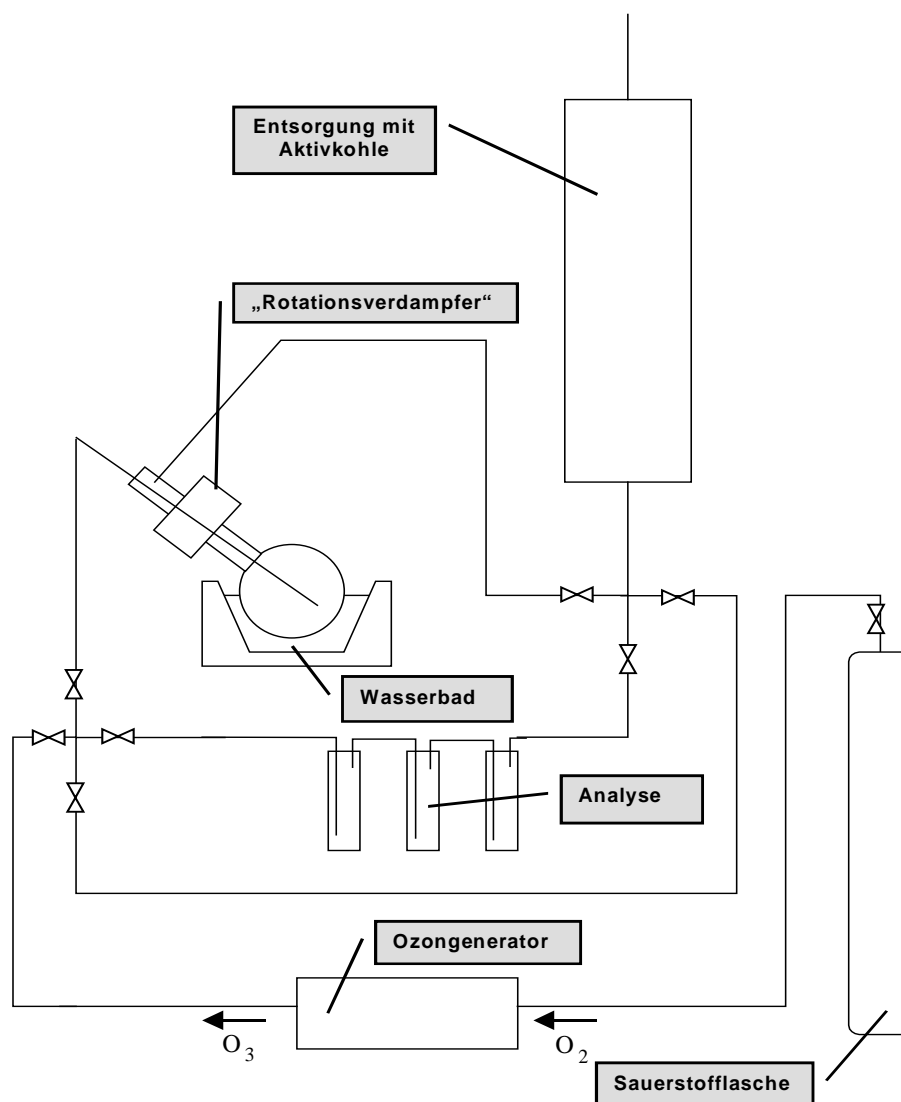 Entsorgung mit
Aktivkohle
„Rotationsverdampfer“
Wasserbad
Analyse
Ozongenerator
O3
O2
Sauerstofflasche